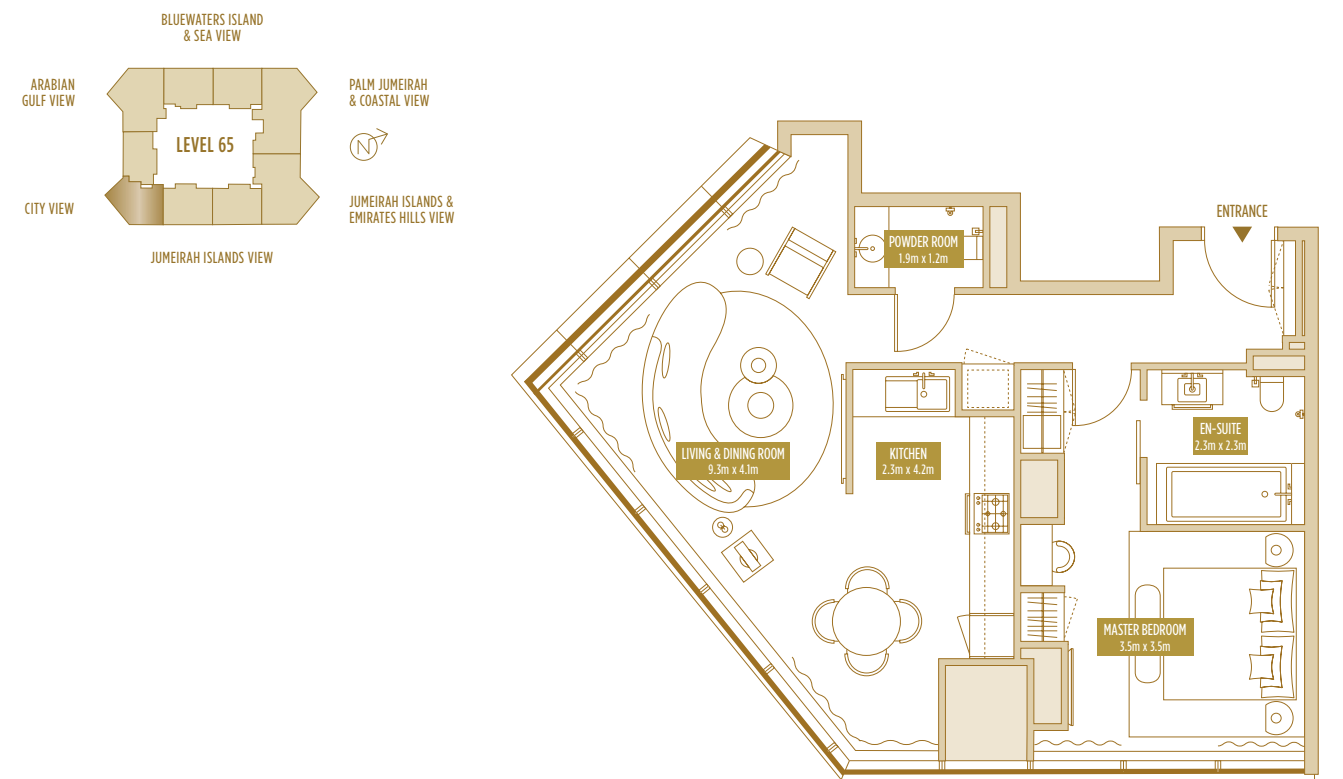 BLUEWATERS ISLAND
& SEA VIEW
ARABIAN
GULF VIEW
PALM JUMEIRAH
& COASTAL VIEW
LEVEL 65
N
CITY VIEW
JUMEIRAH ISLANDS &
EMIRATES HILLS VIEW
JUMEIRAH ISLANDS VIEW
ENTRANCE
POWDER ROOM
1.9m x 1.2m
EN-SUITE
2.3m x 2.3m
LIVING & DINING ROOM
9.3m x 4.1m
KITCHEN
2.3m x 4.2m
MASTER BEDROOM
3.5m x 3.5m